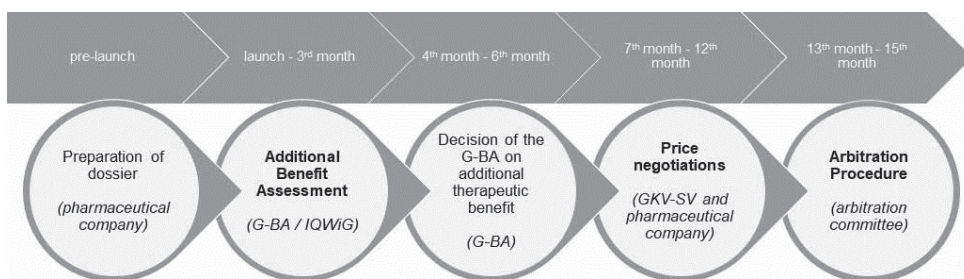 pre-launch
launch - 3rd month
4th month - 6th month
7th month - 12th
month
13th month - 15th
month
Preparation of
dossier
(pharmaceutical
company)
Additional
Benefit
Assessment
(G-BA / IQWiG)
Decision of the
G-BA on
additional
therapeutic
benefit
(G-BA)
Price
negotiations
(GKV-SV and
pharmaceutical
company)
Arbitration
Procedure
(arbitration
committee)